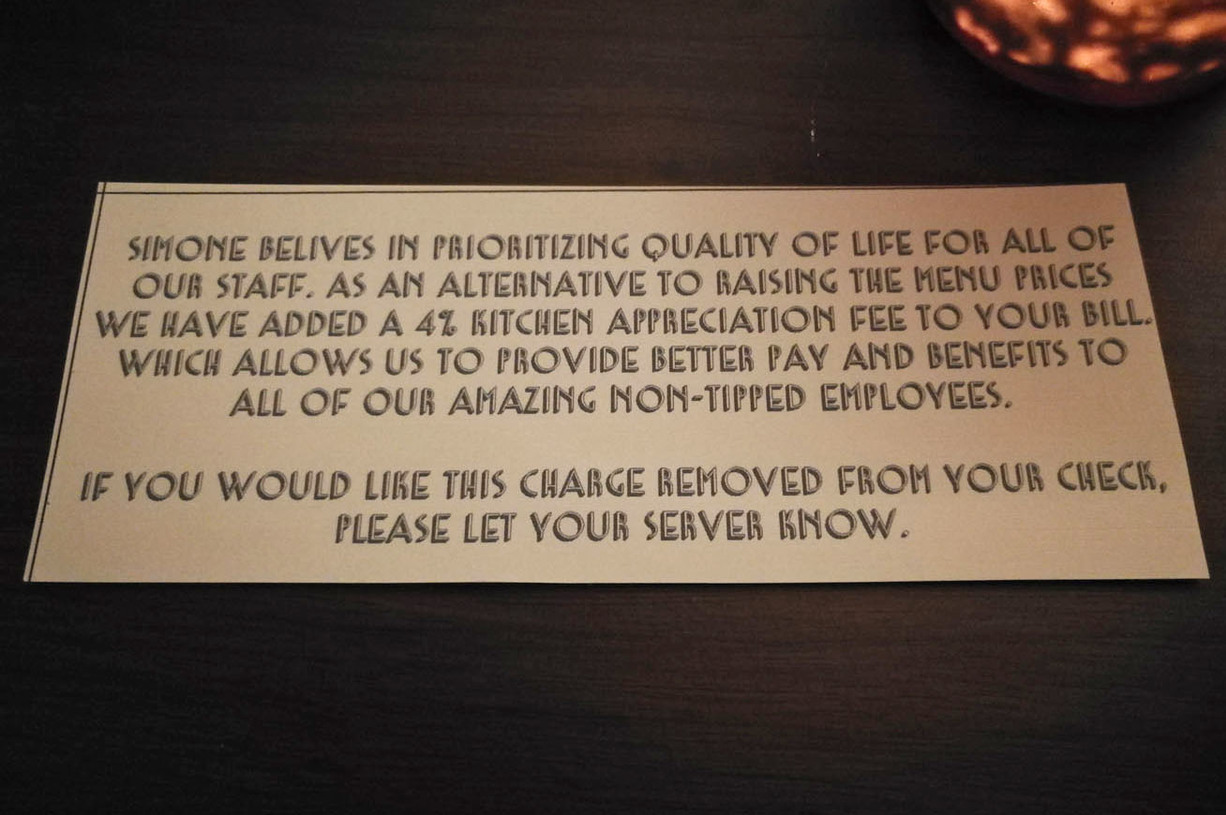 SIMONE BELIVES IN PRIORITIZING QUALITY OF LIFE FOR ALL OF
OUR STAFF. AS AN ALTERNATIVE TO RAISING THE MENU PRICES
WE HAVE ADDED A 4% KITCHEN APPRECIATION FEE TO YOUR BILL.
WHICH ALLOWS US TO PROVIDE BETTER PAY AND BENEFITS TO
ALL OF OUR AMAZING NON-TIPPED EMPLOYEES.
IF YOU WOULD LIKE THIS CHARGE REMOVED FROM YOUR CHECK,
PLEASE LET YOUR SERVER KNOW.